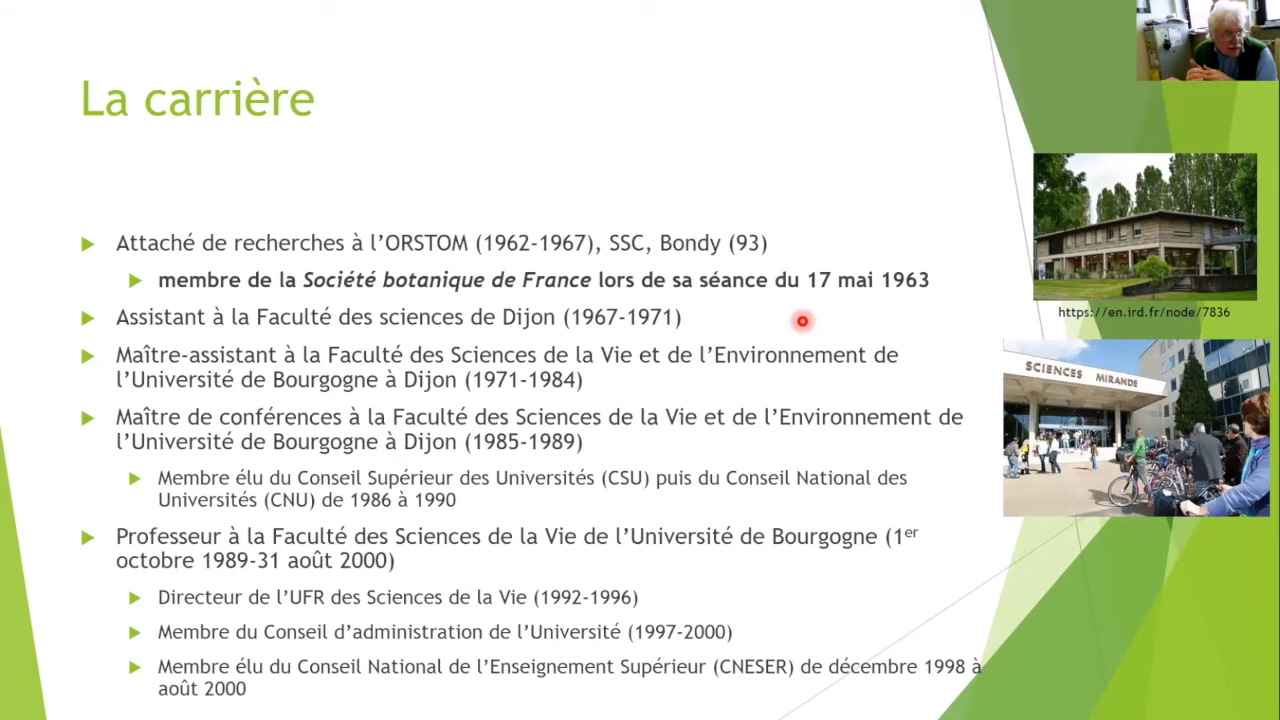 La carrière
Attaché de recherches à l’ORSTOM (1962-1967), SSC, Bondy (93)
membre de la Société botanique de France lors de sa séance du 17 mai 1963
Assistant à la Faculté des sciences de Dijon (1967-1971)
Maître-assistant à la Faculté des Sciences de la Vie et de l’Environnement de
l’Université de Bourgogne à Dijon (1971-1984)
Maître de conférences à la Faculté des Sciences de la Vie et de l’Environnement de
l’Université de Bourgogne à Dijon (1985-1989)
Membre élu du Conseil Supérieur des Universités (CSU) puis du Conseil National des
Universités (CNU) de 1986 à 1990
Professeur à la Faculté des Sciences de la Vie de l’Université de Bourgogne (1er
octobre 1989-31 août 2000)
Directeur de l’UFR des Sciences de la Vie (1992-1996)
Membre du Conseil d’administration de l’Université (1997-2000)
Membre élu du Conseil National de l’Enseignement Supérieur (CNESER) de décembre 1998 à
août 2000
https://en.ird.fr/node/7836
SCIENCES MIRANDE